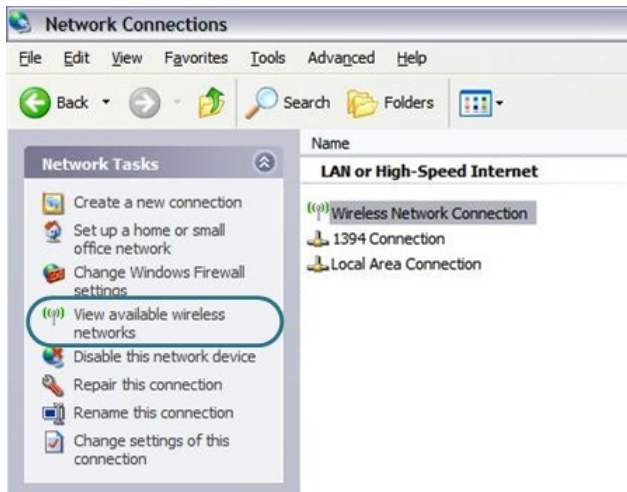 Network Connections
File Edit View Favorites Tools Advanced Help
Back Search Folders
Name
Network Tasks
LAN or High-Speed Internet
Create a new connection
Set up a home or small
office network
Change Windows Firewall
settings
View available wireless
networks
Disable this network device
Repair this connection
Rename this connection
Change settings of this
connection
Wireless Network Connection
1394 Connection
Local Area Connection